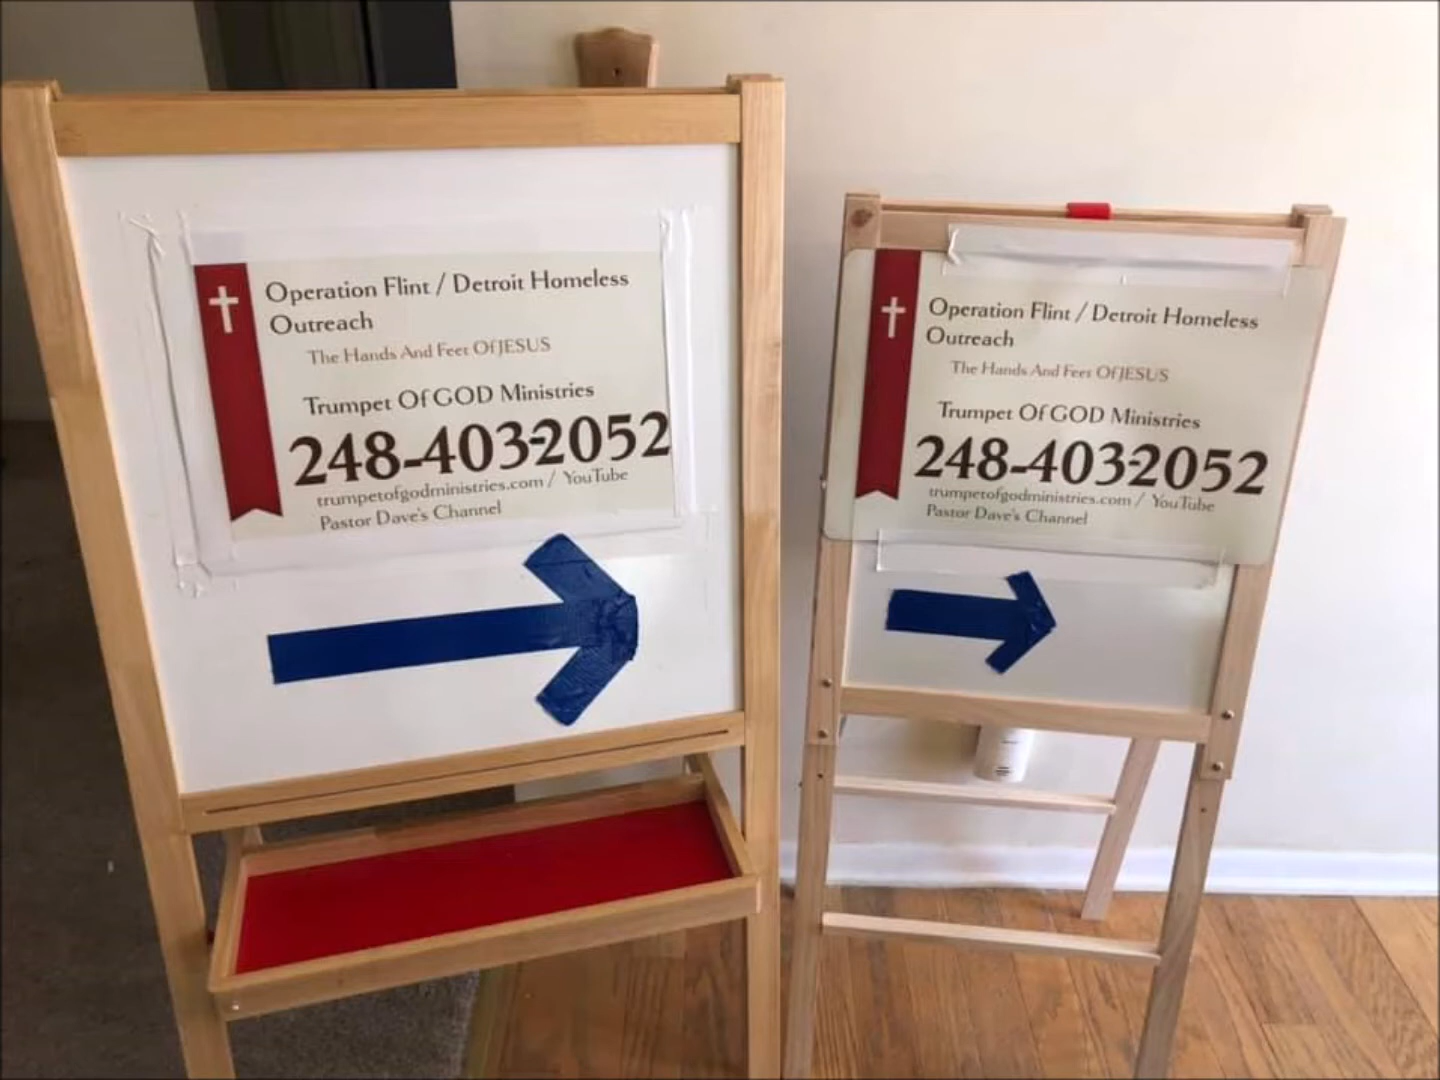 Operation Flint / Detroit Homeless
Outreach
The Hands And Feet Of JESUS
Trumpet Of GOD Ministries
248-403-2052
trumpetofgodministries.com / YouTube
Pastor Dave's Channel
Operation Flint / Detroit Homeless
Outreach
The Hands And Feet Of JESUS
Trumpet Of GOD Ministries
248-403-2052
trumpetofgodministries.com / YouTube
Pastor Dave's Channel